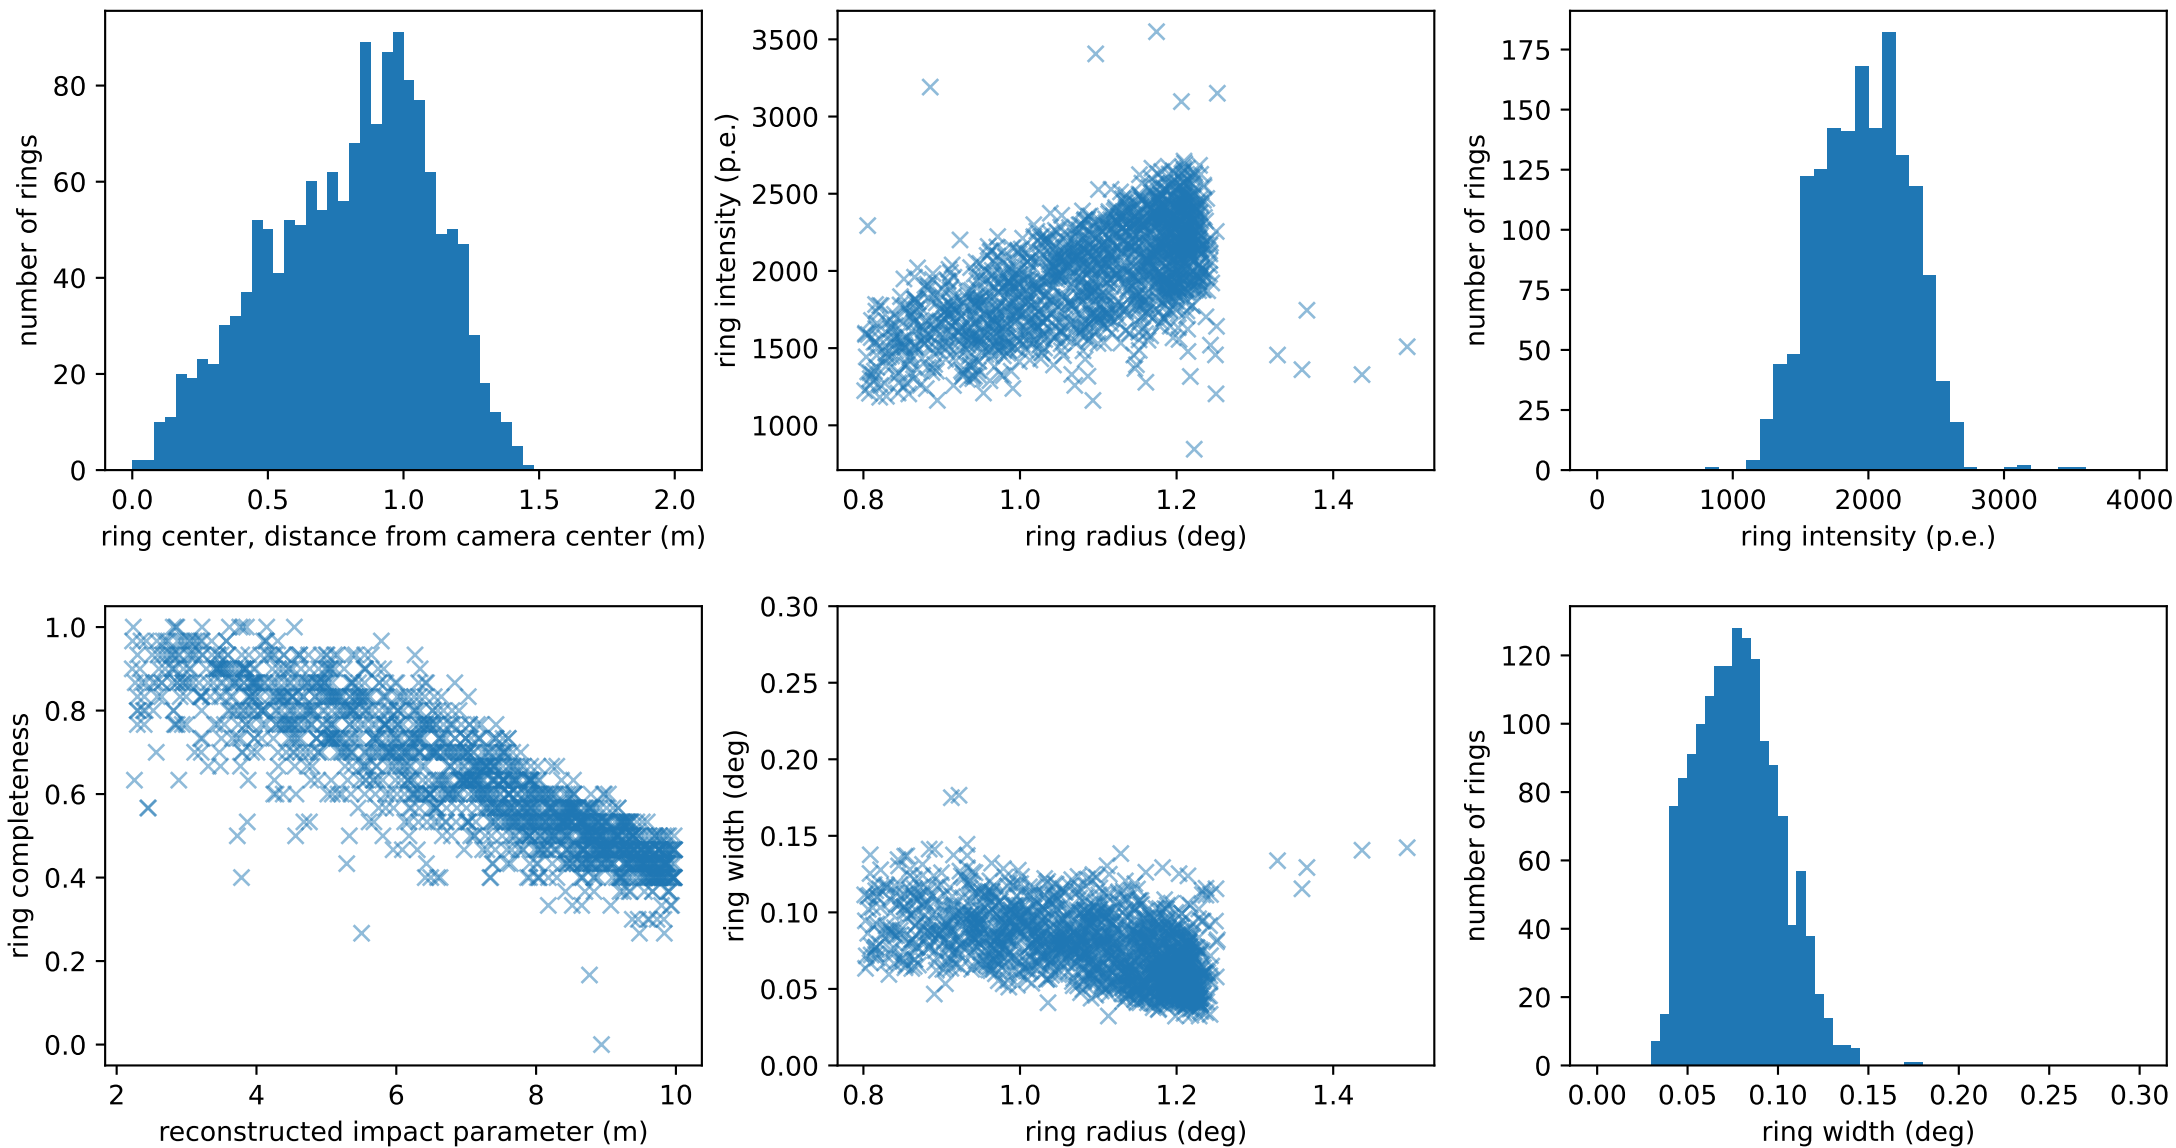 number of rings
80
60
40
20
0
0.0 0.5 1.0 1.5 2.0
ring center, distance from camera center (m)
ring intensity (p.e.)
3500
3000
2500
2000
1500
1000
0.8 1.0 1.2 1.4
ring radius (deg)
number of rings
175
150
125
100
75
50
25
0
0 1000 2000 3000 4000
ring intensity (p.e.)
ring completeness
1.0
0.8
0.6
0.4
0.2
0.0
2 4 6 8 10
reconstructed impact parameter (m)
ring width (deg)
0.30
0.25
0.20
0.15
0.10
0.05
0.00
0.8 1.0 1.2 1.4
ring radius (deg)
number of rings
120
100
80
60
40
20
0
0.00 0.05 0.10 0.15 0.20 0.25 0.30
ring width (deg)